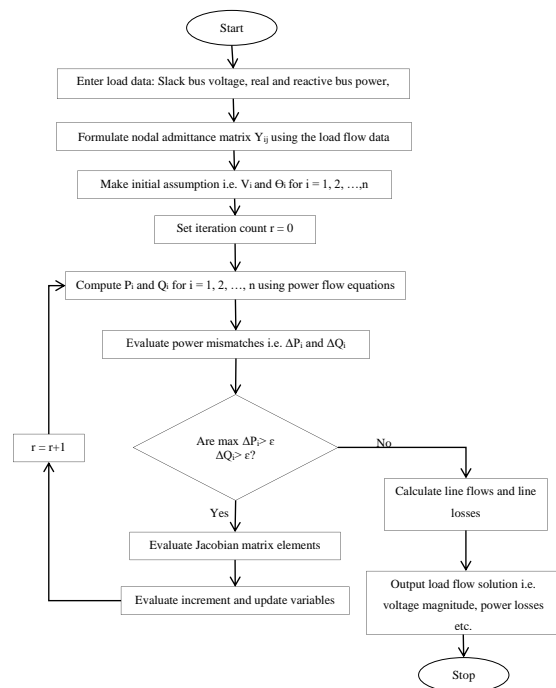 Start
Enter load data: Slack bus voltage, real and reactive bus power,
Formulate nodal admittance matrix Yij using the load flow data
Make initial assumption i.e. Vi and Θi for i = 1, 2, …,n
Set iteration count r = 0
Compute Pi and Qi for i = 1, 2, …, n using power flow equations
Evaluate power mismatches i.e. ΔPi and ΔQi
Are max ΔPi> ε
ΔQi> ε?
No
r = r+1
Calculate line flows and line
losses
Yes
Evaluate Jacobian matrix elements
Evaluate increment and update variables
Output load flow solution i.e.
voltage magnitude, power losses
etc.
Stop